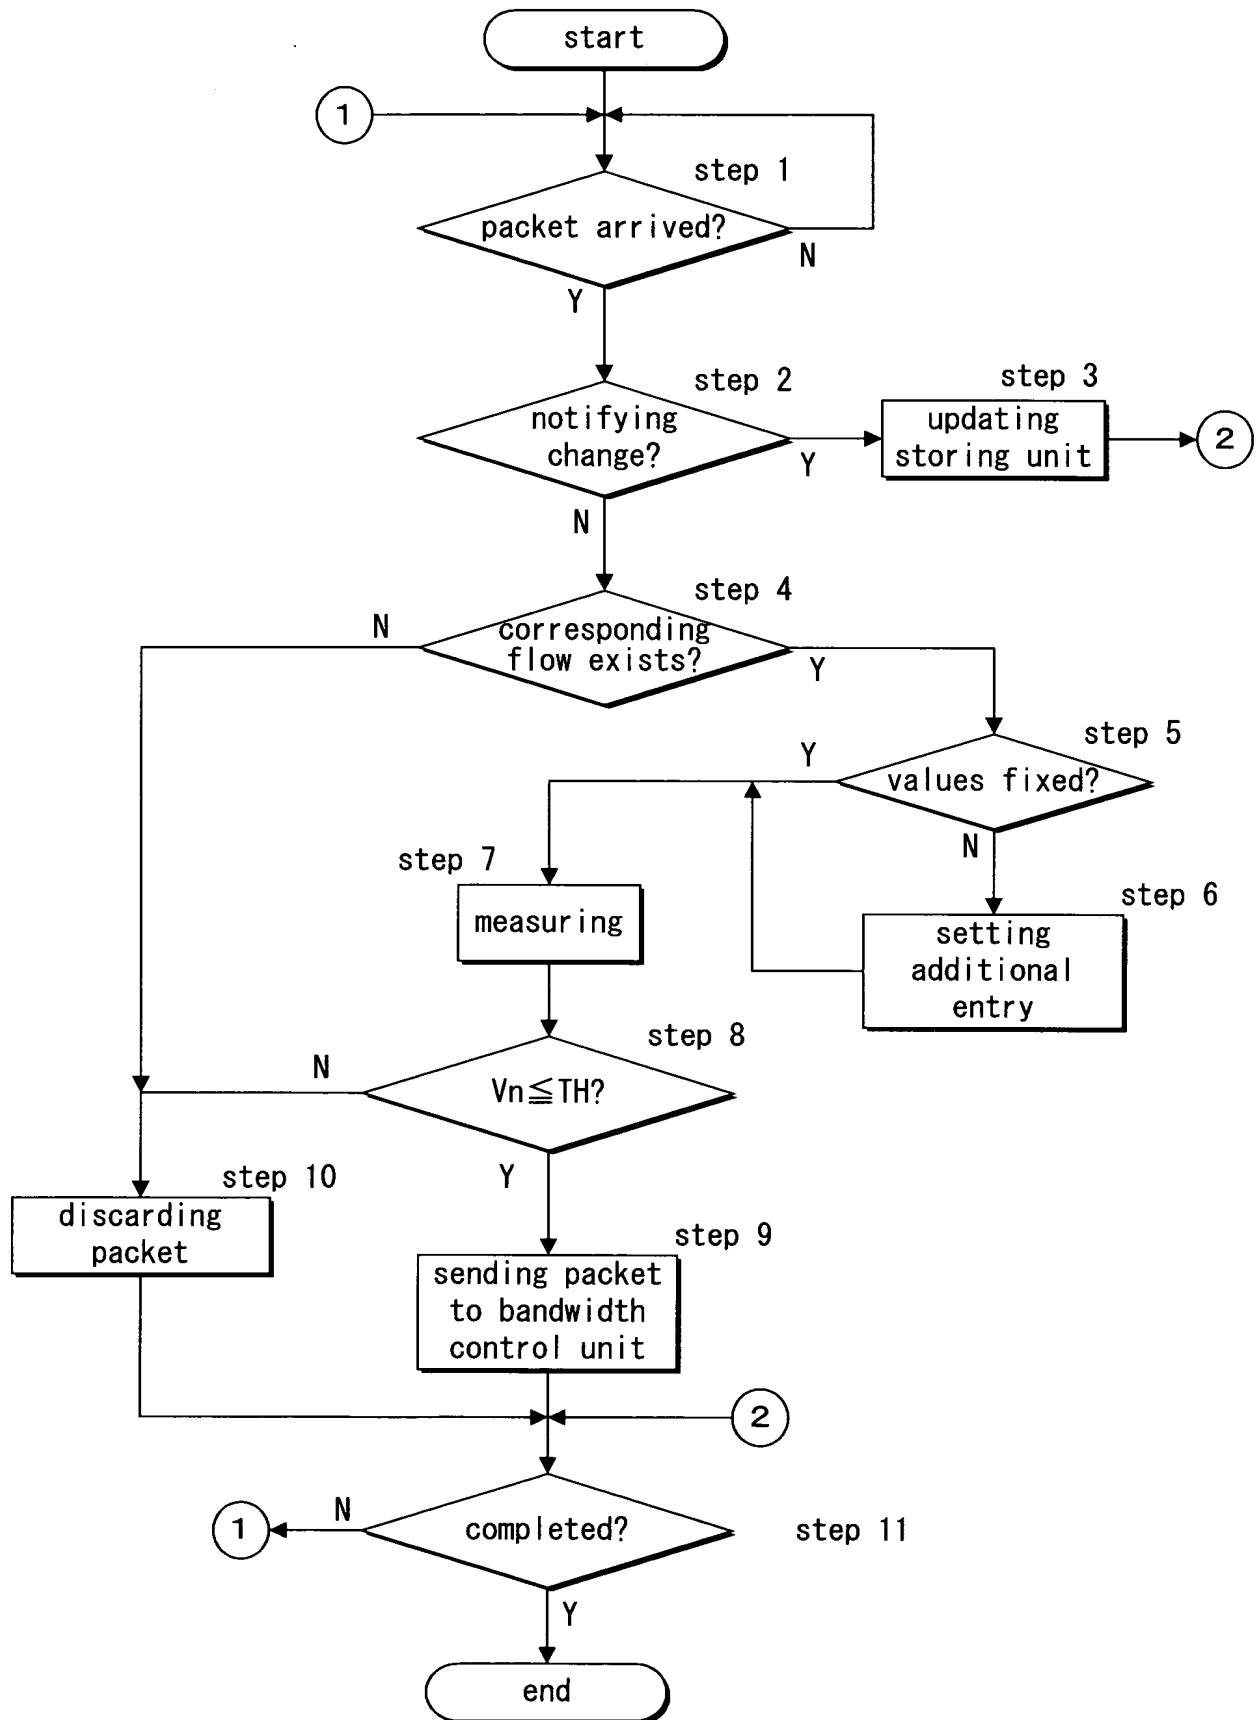 start
1
step 1
packet arrived?
N
Y
step 2
step 3
notifying
change?
updating
storing unit
2
Y
N
step 4
N
corresponding
flow exists?
Y
step 5
Y
values fixed?
N
step 7
measuring
step 6
setting
additional
entry
step 8
N
Vn≦TH?
Y
step 10
discarding
packet
step 9
sending packet
to bandwidth
control unit
2
1
N
completed?
step 11
Y
end